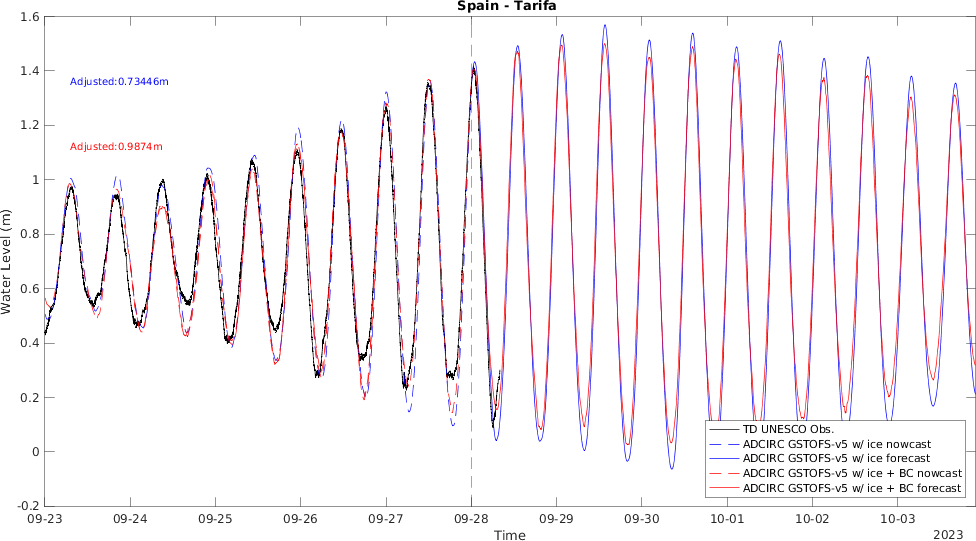 Spain - Tarifa
1.6
1.4
1.2
1
0.8
0.6
0.4
0.2
0
-0.2
Water Level (m)
Adjusted:0.73446m
Adjusted:0.9874m
TD UNESCO Obs.
ADCIRC GSTOFS-v5 w/ ice nowcast
ADCIRC GSTOFS-v5 w/ ice forecast
ADCIRC GSTOFS-v5 w/ ice + BC nowcast
ADCIRC GSTOFS-v5 w/ ice + BC forecast
09-23 09-24 09-25 09-26 09-27 09-28 09-29 09-30 10-01 10-02 10-03
Time
2023